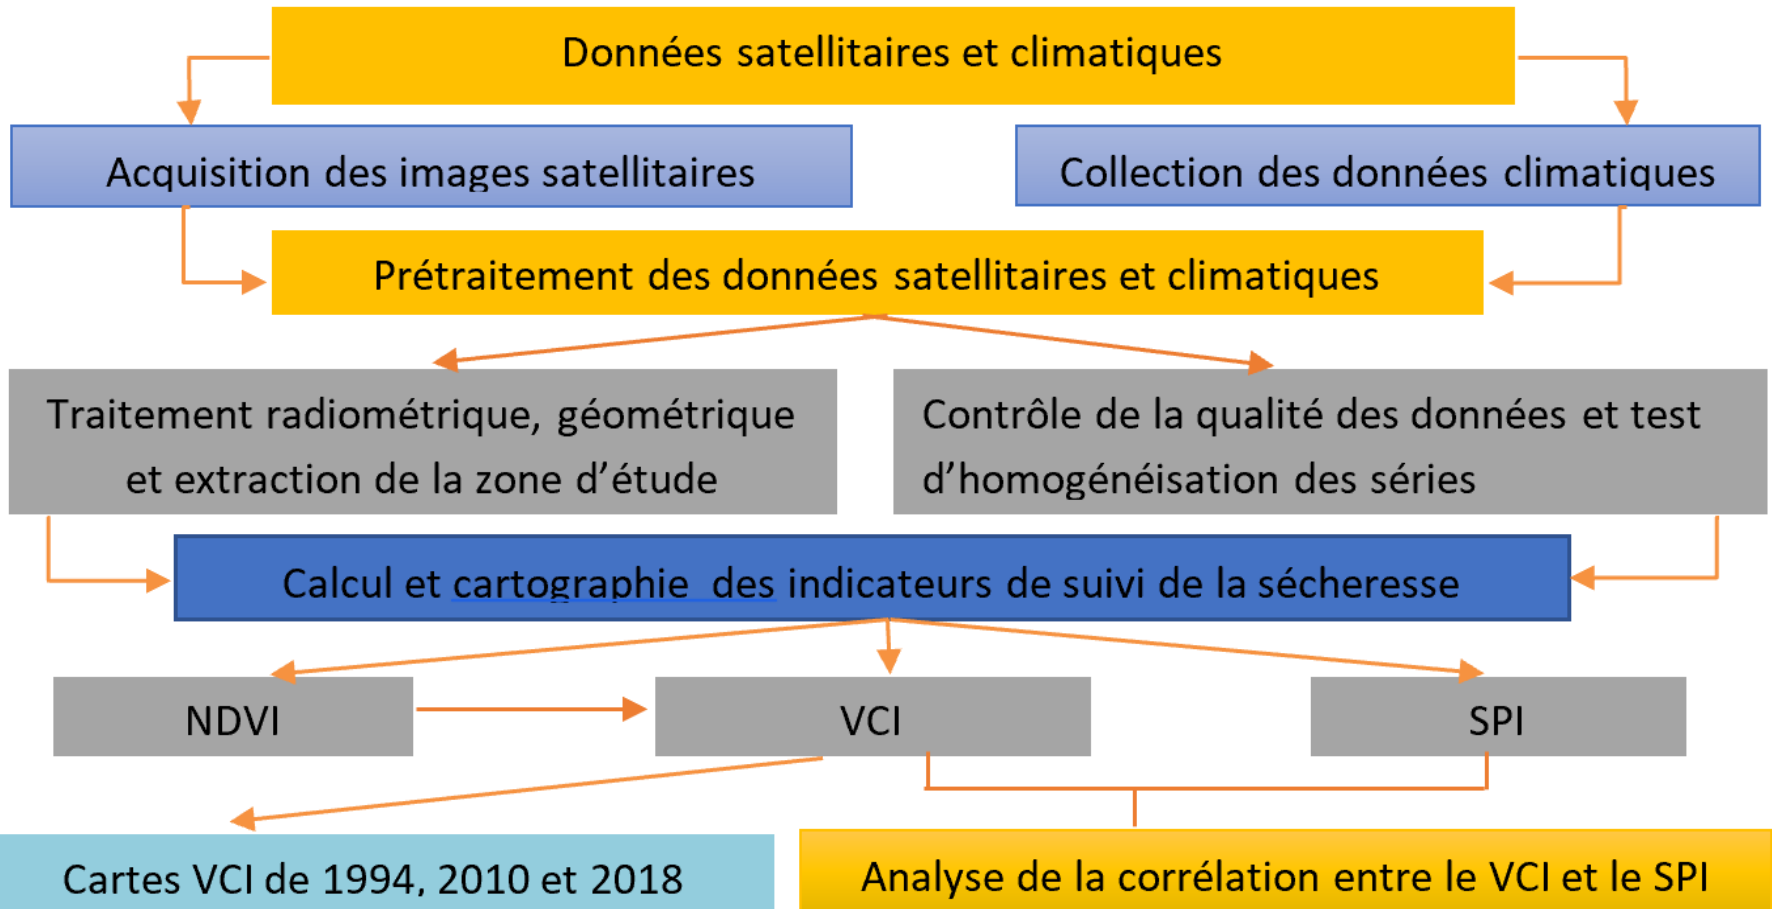 Données satellitaires et climatiques
Acquisition des images satellitaires
Collection des données climatiques
Prétraitement des données satellitaires et climatiques
Traitement radiométrique, géométrique
et extraction de la zone d’étude
Contrôle de la qualité des données et test
d’homogénéisation des séries
Calcul et cartographie des indicateurs de suivi de la sécheresse
NDVI
VCI
SPI
Cartes VCI de 1994, 2010 et 2018
Analyse de la corrélation entre le VCI et le SPI